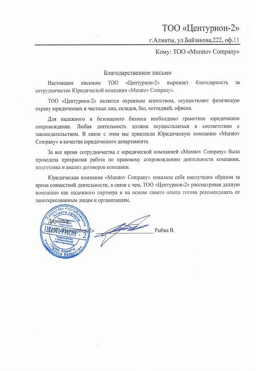 ТОО «Центурион-2»
г.Алматы, ул.Байзакова,222, оф.11
Кому: ТОО «Muratov Company»
Благодарственное письмо
Настоящим письмом ТОО «Центурион-2» выражает благодарность за
сотрудничество Юридической компании «Muratov Company».
ТОО «Центурион-2» является охранным агентством, осуществляет физическую
охрану юридических и частных лиц, складов, баз, коттеджей, офисов.
Для надежного и безопасного бизнеса необходимо грамотное юридическое
сопровождение. Любая деятельность должна осуществляться в соответствии с
законодательством. В связи с этим мы привлекли Юридическую компанию «Muratov
Company» в качестве юридического департамента.
За все время сотрудничества с юридической компанией «Muratov Company» была
проведена прекрасная работа по правовому сопровождению деятельности компании,
подготовка и анализ договоров компании.
Юридическая компания «Muratov Company» показала себя наилучшим образом за
время совместной деятельности, в связи с чем, ТОО «Центурион-2» рассматривая данную
компанию как надежного партнера и на основе своего опыта готова рекомендовать ее
заинтересованным лицам и организациям.
Рыбка В.